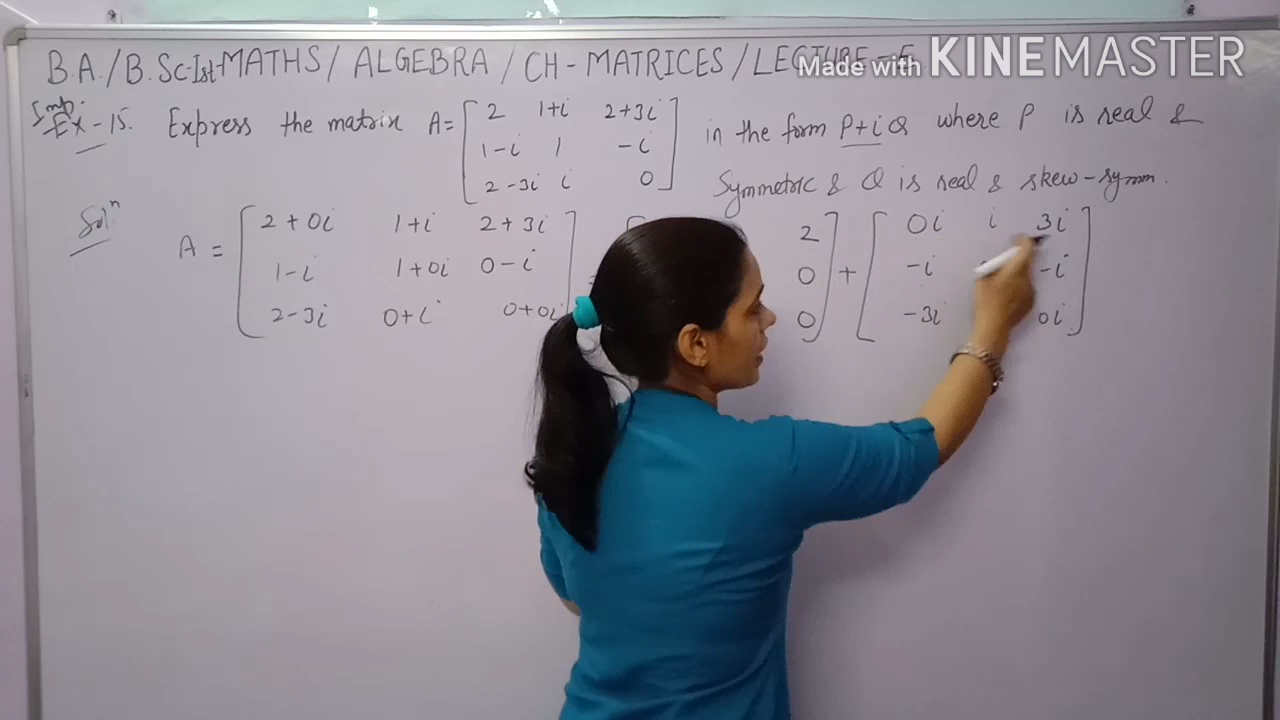 B.A./B.Sc-Ist-MATHS/ALGEBRA/CH-MATRICES/LECTURE-5
Made with KINEMASTER
Imp.
Ex-15. Express the matrix A = [ 2 1+i 2+3i ] in the form P+iQ where P is real &
1-i 1 -i
2-3i i 0
Symmetric & Q is real & skew-symm.
Solⁿ
A = [ 2+0i 1+i 2+3i ] = [ 2 ] + [ 0i i 3i ]
1-i 1+0i 0-i 0 -i -i
2-3i 0+i 0+0i 0 -3i 0i